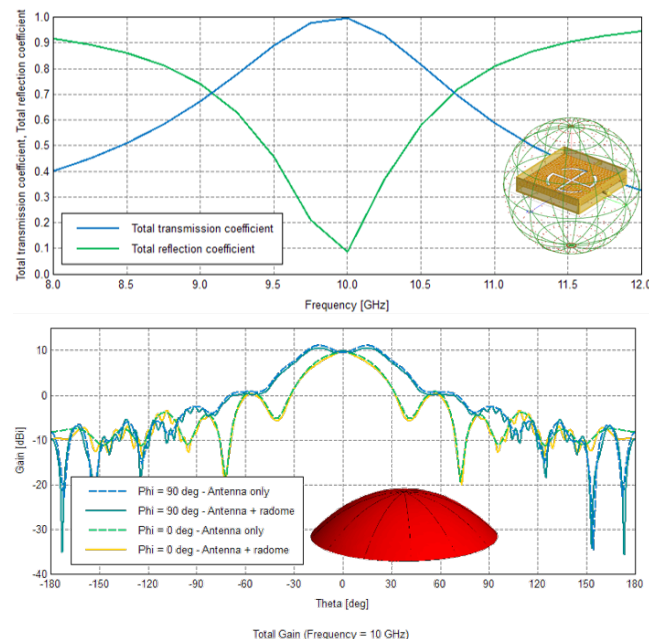 Total transmission coefficient, Total reflection coefficient
1.0
0.9
0.8
0.7
0.6
0.5
0.4
0.3
0.2
0.1
0.0
Total transmission coefficient
Total reflection coefficient
8.0 8.5 9.0 9.5 10.0 10.5 11.0 11.5 12.0
Frequency [GHz]
Gain [dBi]
10
0
-10
-20
-30
-40
Phi = 90 deg - Antenna only
Phi = 90 deg - Antenna + radome
Phi = 0 deg - Antenna only
Phi = 0 deg - Antenna + radome
-180 -150 -120 -90 -60 -30 0 30 60 90 120 150 180
Theta [deg]
Total Gain (Frequency = 10 GHz)